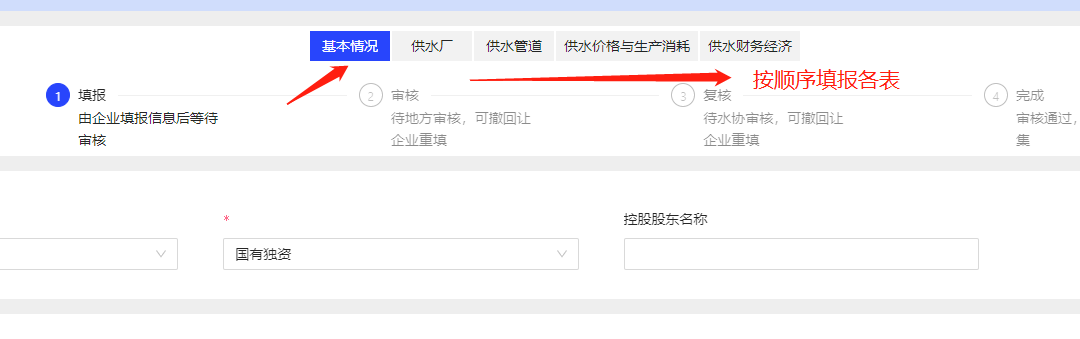 基本情况 供水厂 供水管道 供水价格与生产消耗 供水财务经济
按顺序填报各表
1 填报 2 审核 3 复核 4 完成
由企业填报信息后等待 待地方审核，可撤回让 待水协审核，可撤回让 审核通过，
审核 企业重填 企业重填 集
* 控股股东名称
国有独资